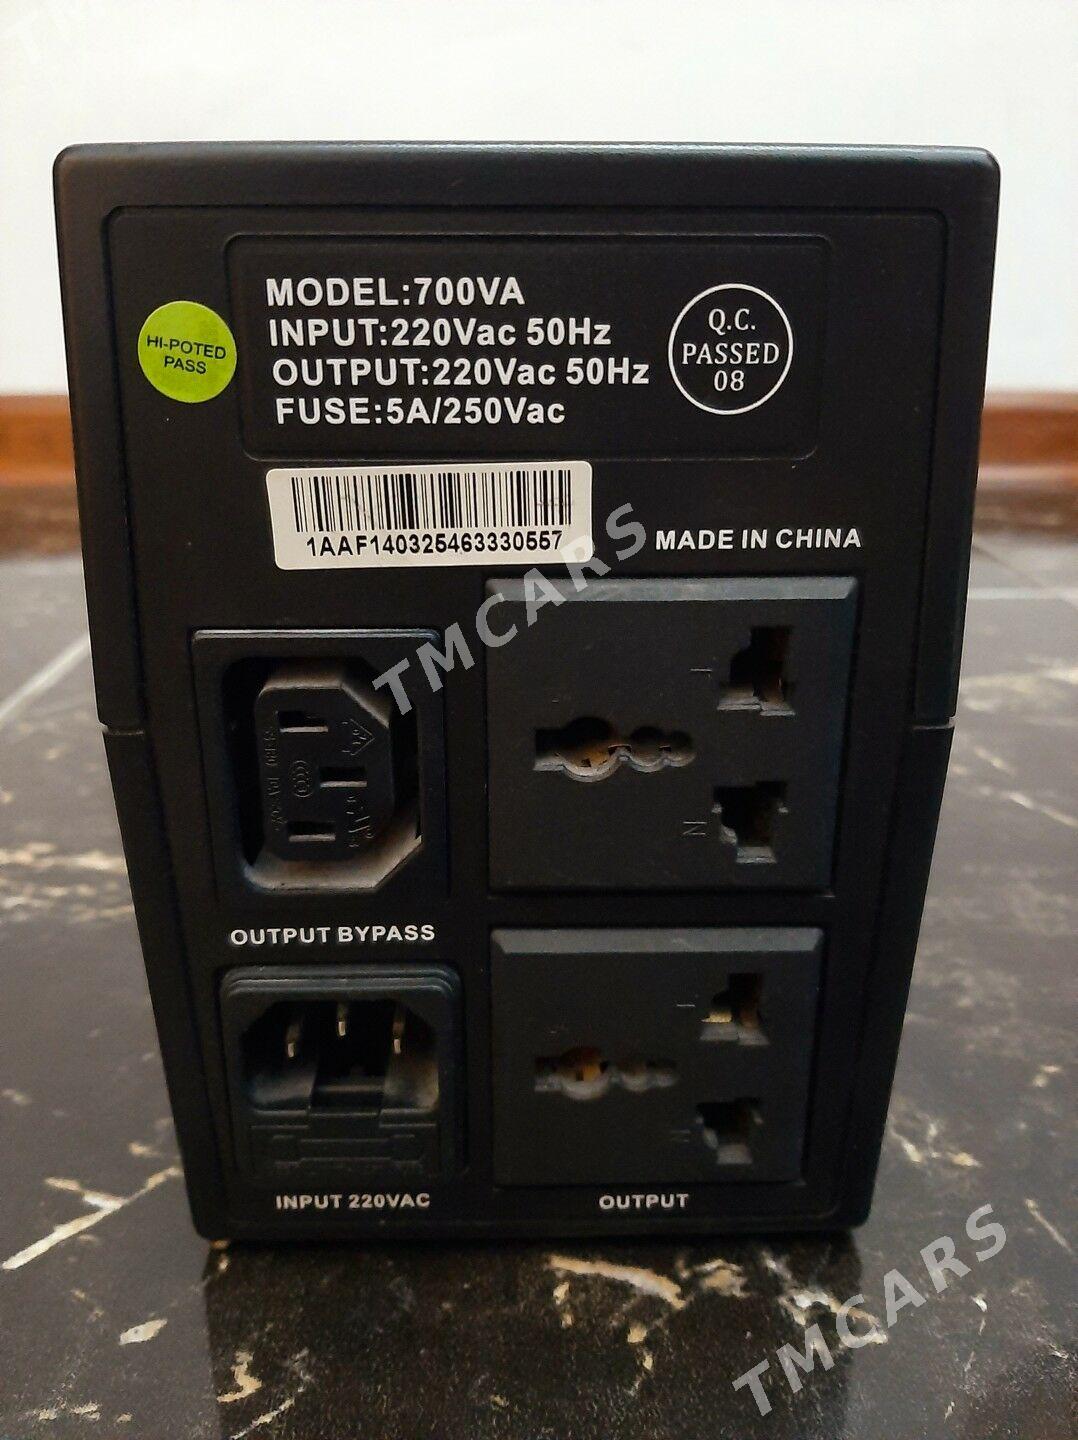 MODEL:700VA
INPUT:220Vac 50Hz
OUTPUT:220Vac 50Hz
FUSE:5A/250Vac
HI-POTED
PASS
Q.C.
PASSED
08
1AAF140325463330557
MADE IN CHINA
TMCARS
L
N
OUTPUT BYPASS
L
N
INPUT 220VAC
OUTPUT
TMCARS